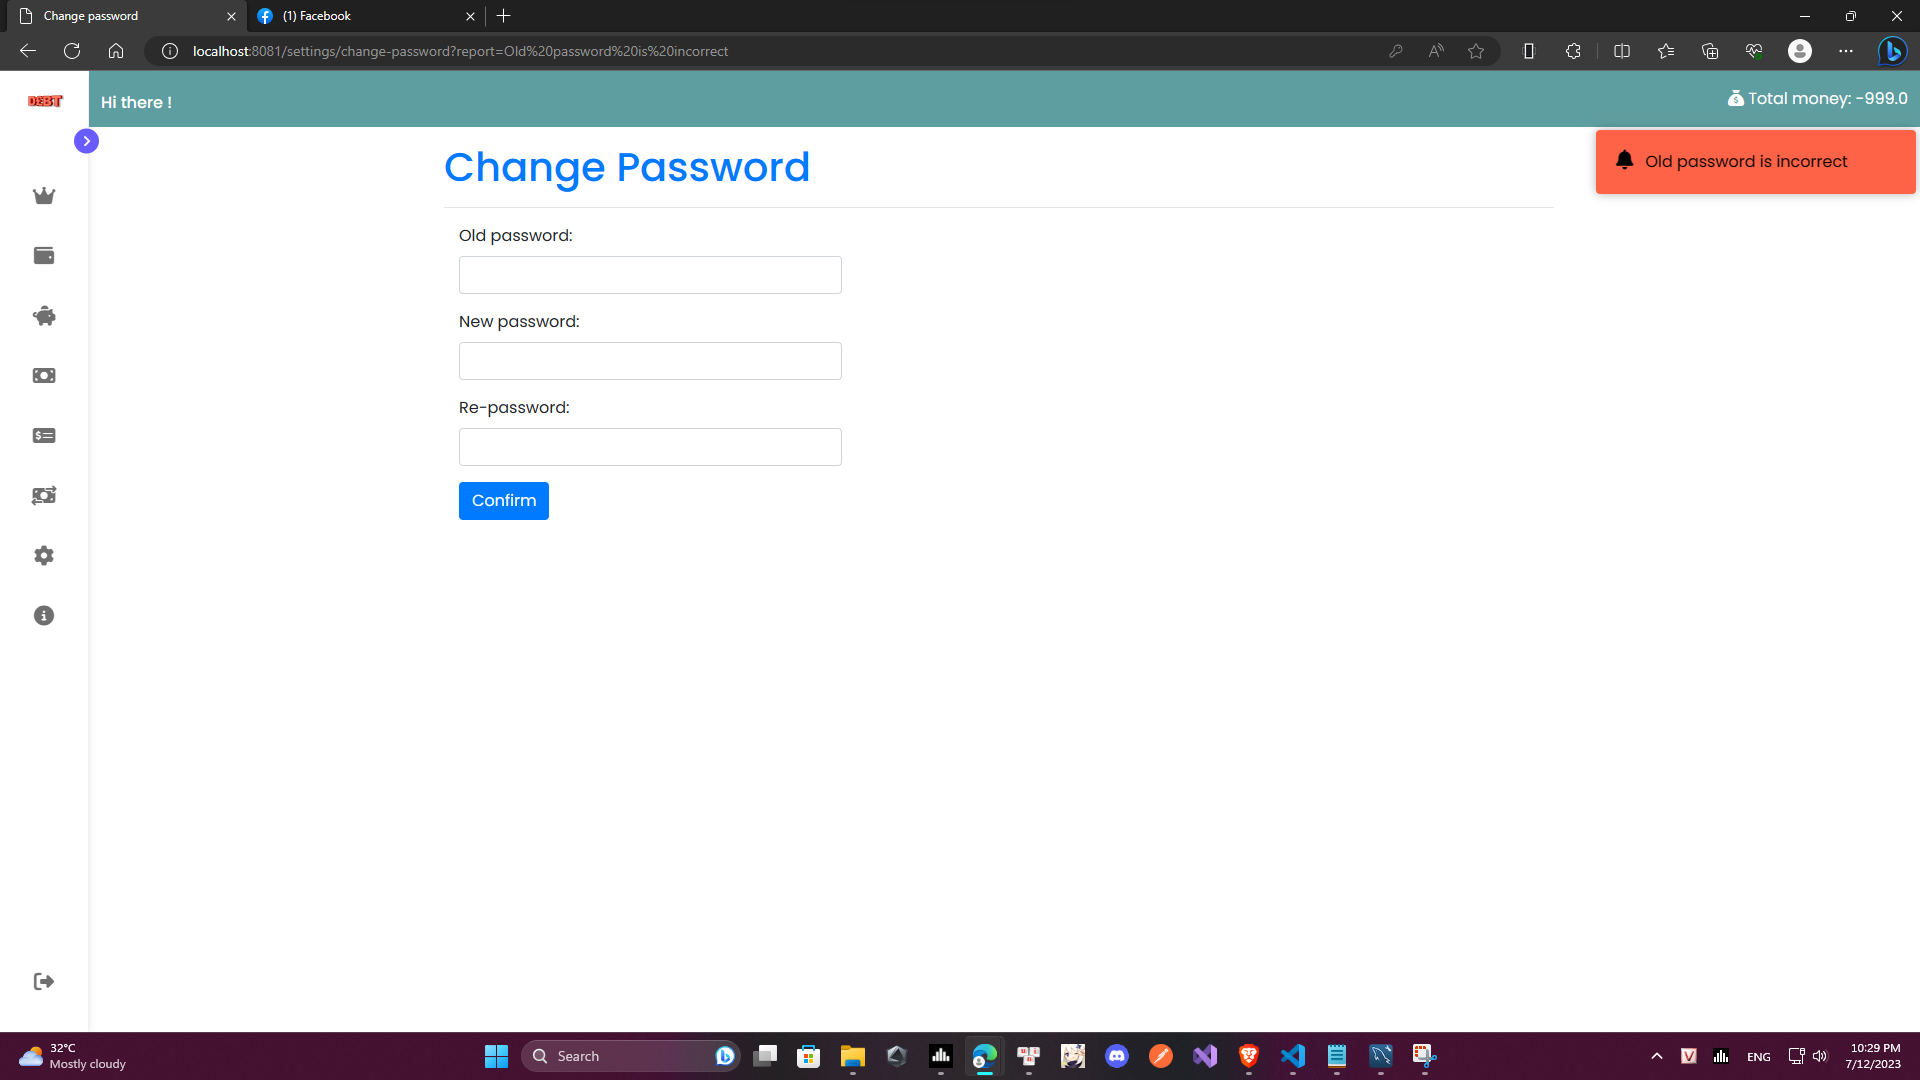 Change password
(1) Facebook
localhost:8081/settings/change-password?report=Old%20password%20is%20incorrect
DEBT
Hi there !
Total money: -999.0
Old password is incorrect
Change Password
Old password:
New password:
Re-password:
Confirm
32°C
Mostly cloudy
Search
ENG
10:29 PM
7/12/2023